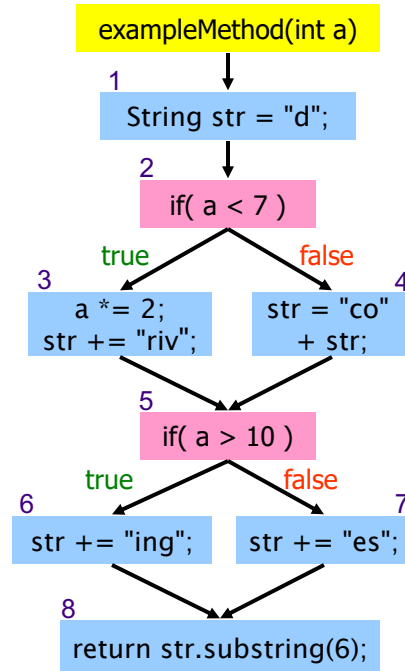 exampleMethod(int a)
1
String str = "d";
2
if( a < 7 )
true
false
3
a *= 2;
str += "riv";
4
str = "co"
+ str;
5
if( a > 10 )
true
false
6
str += "ing";
7
str += "es";
8
return str.substring(6);